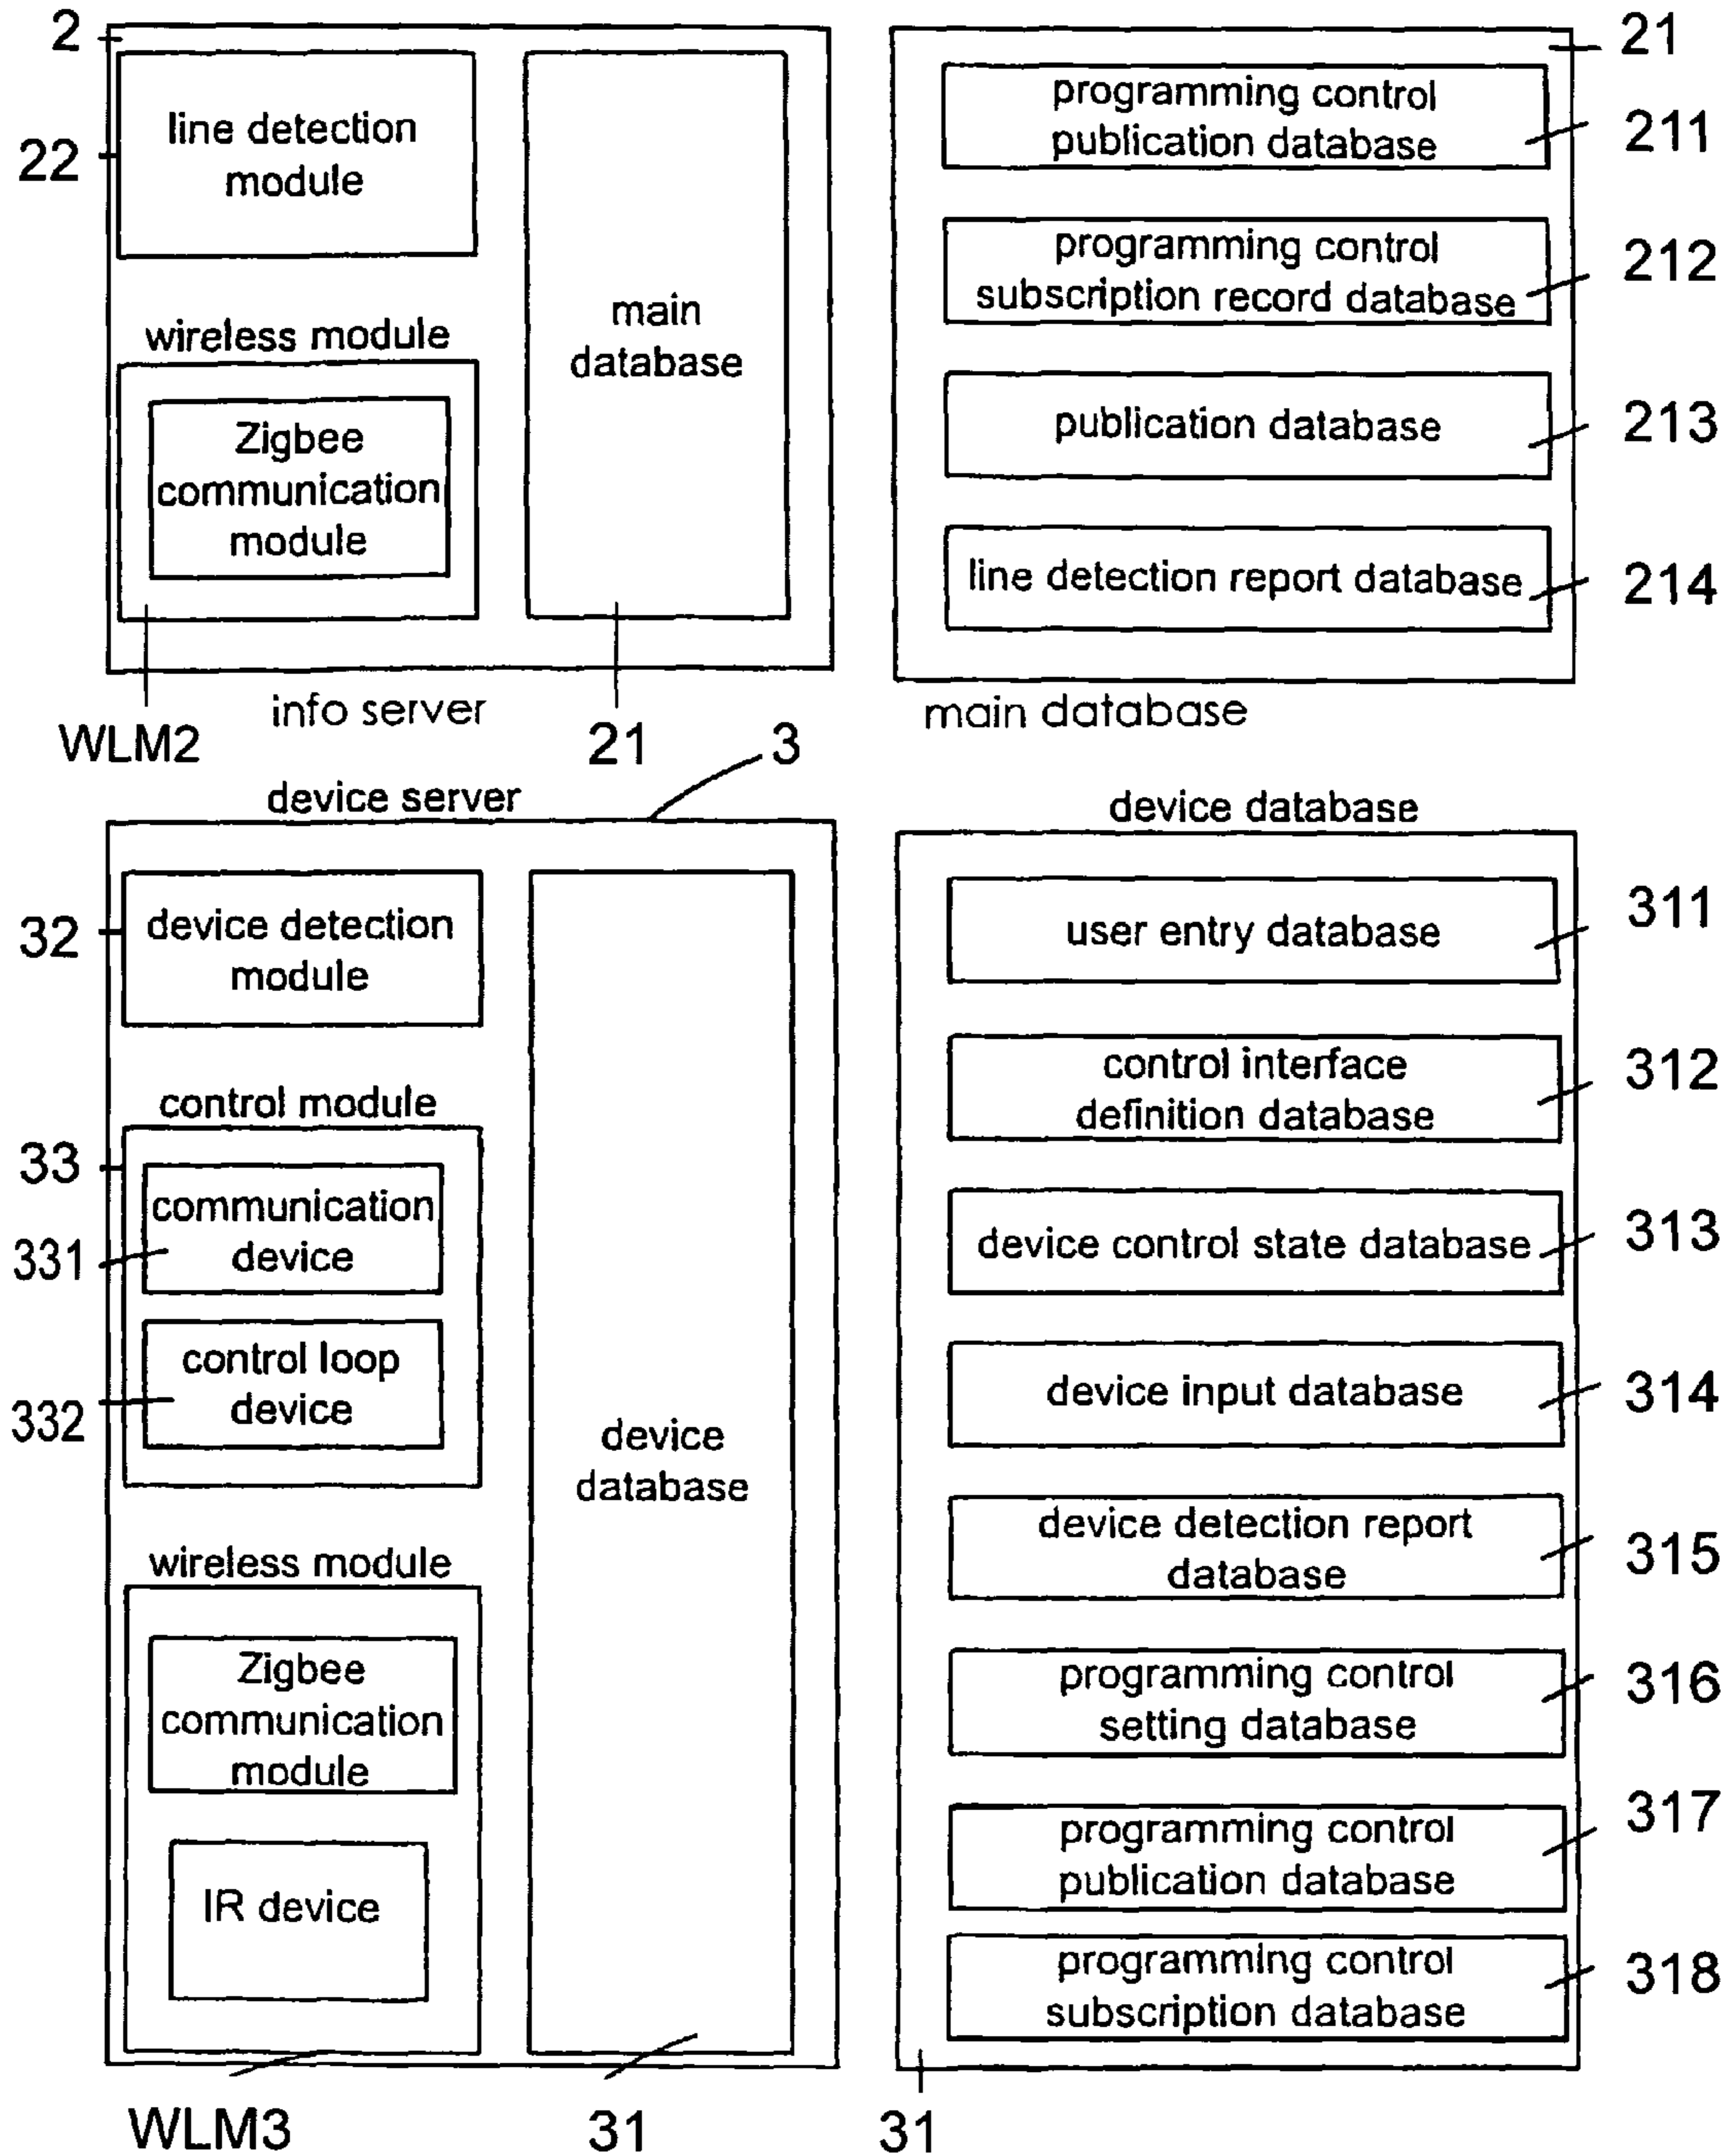 2
line detection
module
22
main
database
wireless module
Zigbee
communication
module
info server
WLM2
21
21
programming control
publication database
211
programming control
subscription record database
212
publication database
213
line detection report database
214
main database
3
device server
device detection
module
32
control module
33
communication
device
331
control loop
device
332
device
database
wireless module
Zigbee
communication
module
IR device
WLM3
31
device database
user entry database
311
control interface
definition database
312
device control state database
313
device input database
314
device detection report
database
315
programming control
setting database
316
programming control
publication database
317
programming control
subscription database
318
31